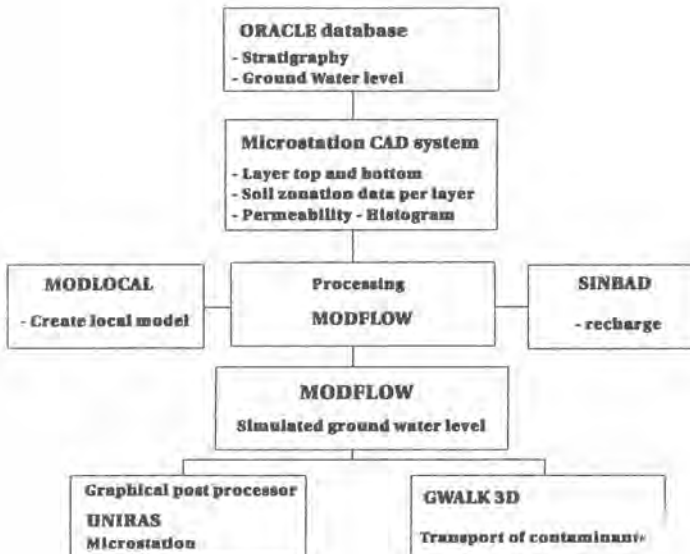 ORACLE database
- Stratigraphy
- Ground Water level
Microstation CAD system
- Layer top and bottom
- Soil zonation data per layer
- Permeability - Histogram
MODLOCAL
- Create local model
Processing
MODFLOW
SINBAD
- recharge
MODFLOW
Simulated ground water level
Graphical post processor
UNIRAS
Microstation
GWALK 3D
Transport of contaminants